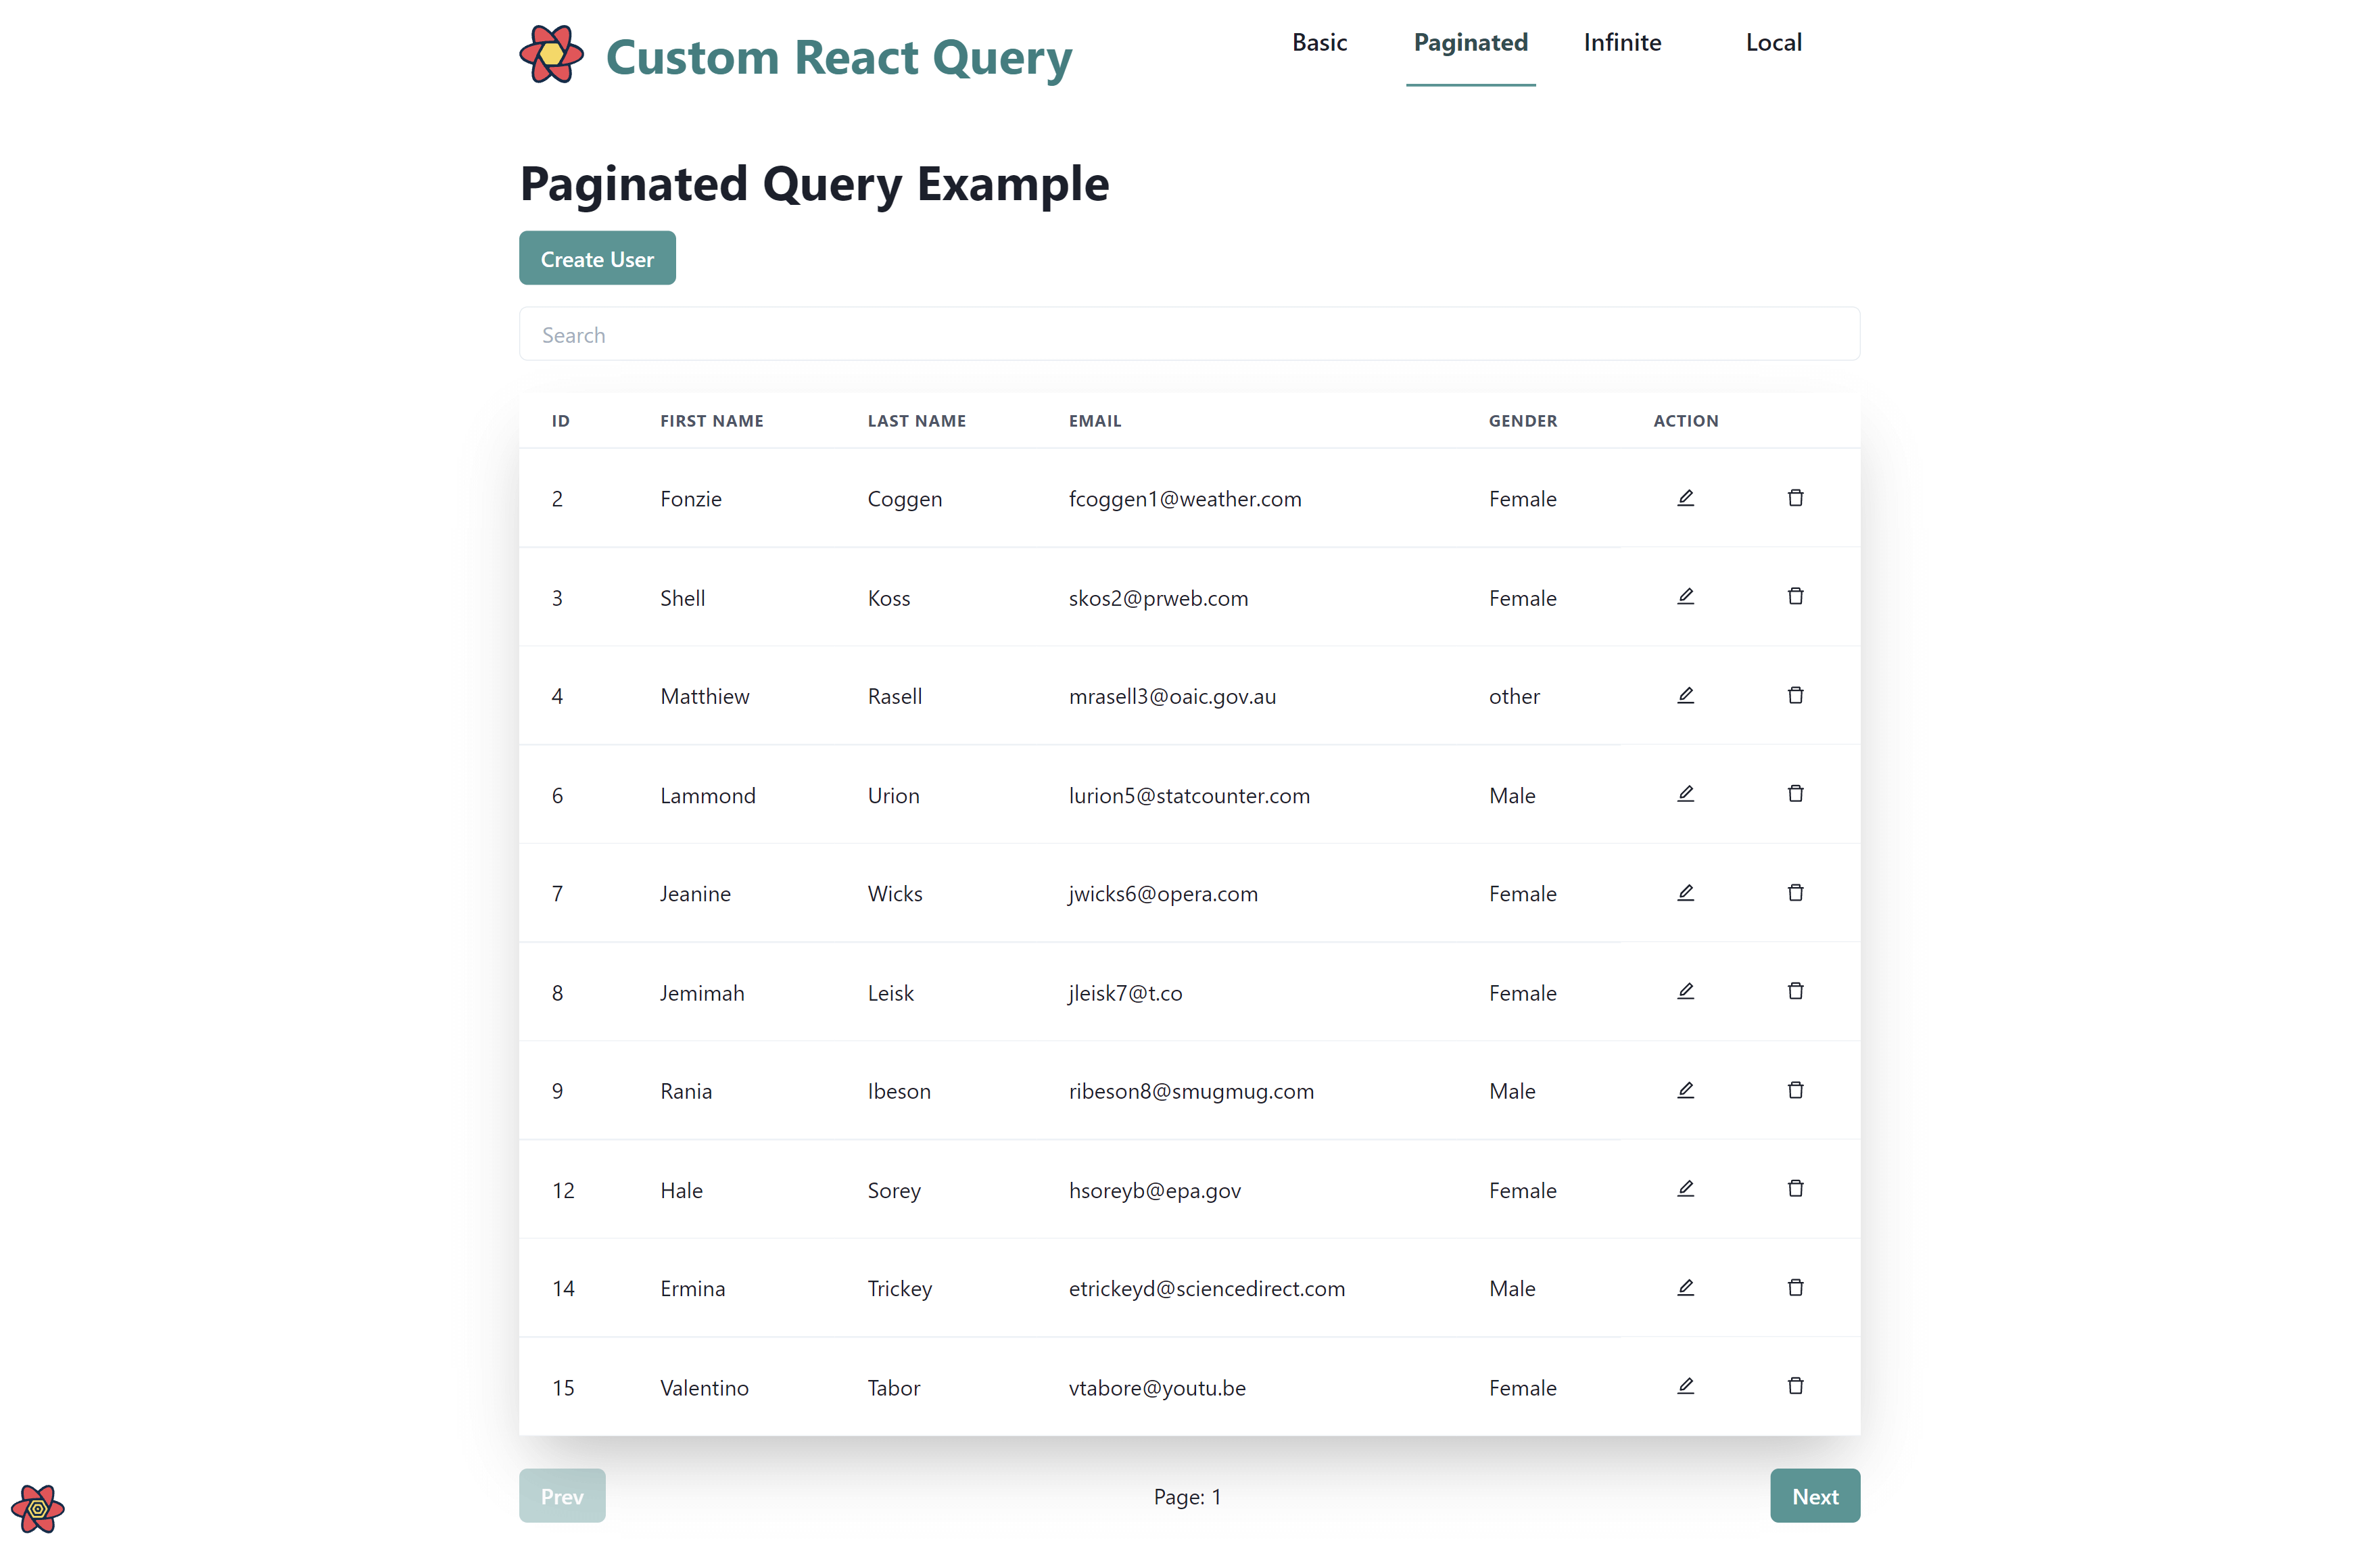 Custom React Query
Basic Paginated Infinite Local
Paginated Query Example
Create User
Search
ID FIRST NAME LAST NAME EMAIL GENDER ACTION
2 Fonzie Coggen fcoggen1@weather.com Female
3 Shell Koss skos2@prweb.com Female
4 Matthiew Rasell mrasell3@oaic.gov.au other
6 Lammond Urion lurion5@statcounter.com Male
7 Jeanine Wicks jwicks6@opera.com Female
8 Jemimah Leisk jleisk7@t.co Female
9 Rania Ibeson ribeson8@smugmug.com Male
12 Hale Sorey hsoreyb@epa.gov Female
14 Ermina Trickey etrickeyd@sciencedirect.com Male
15 Valentino Tabor vtabore@youtu.be Female
Prev Page: 1 Next